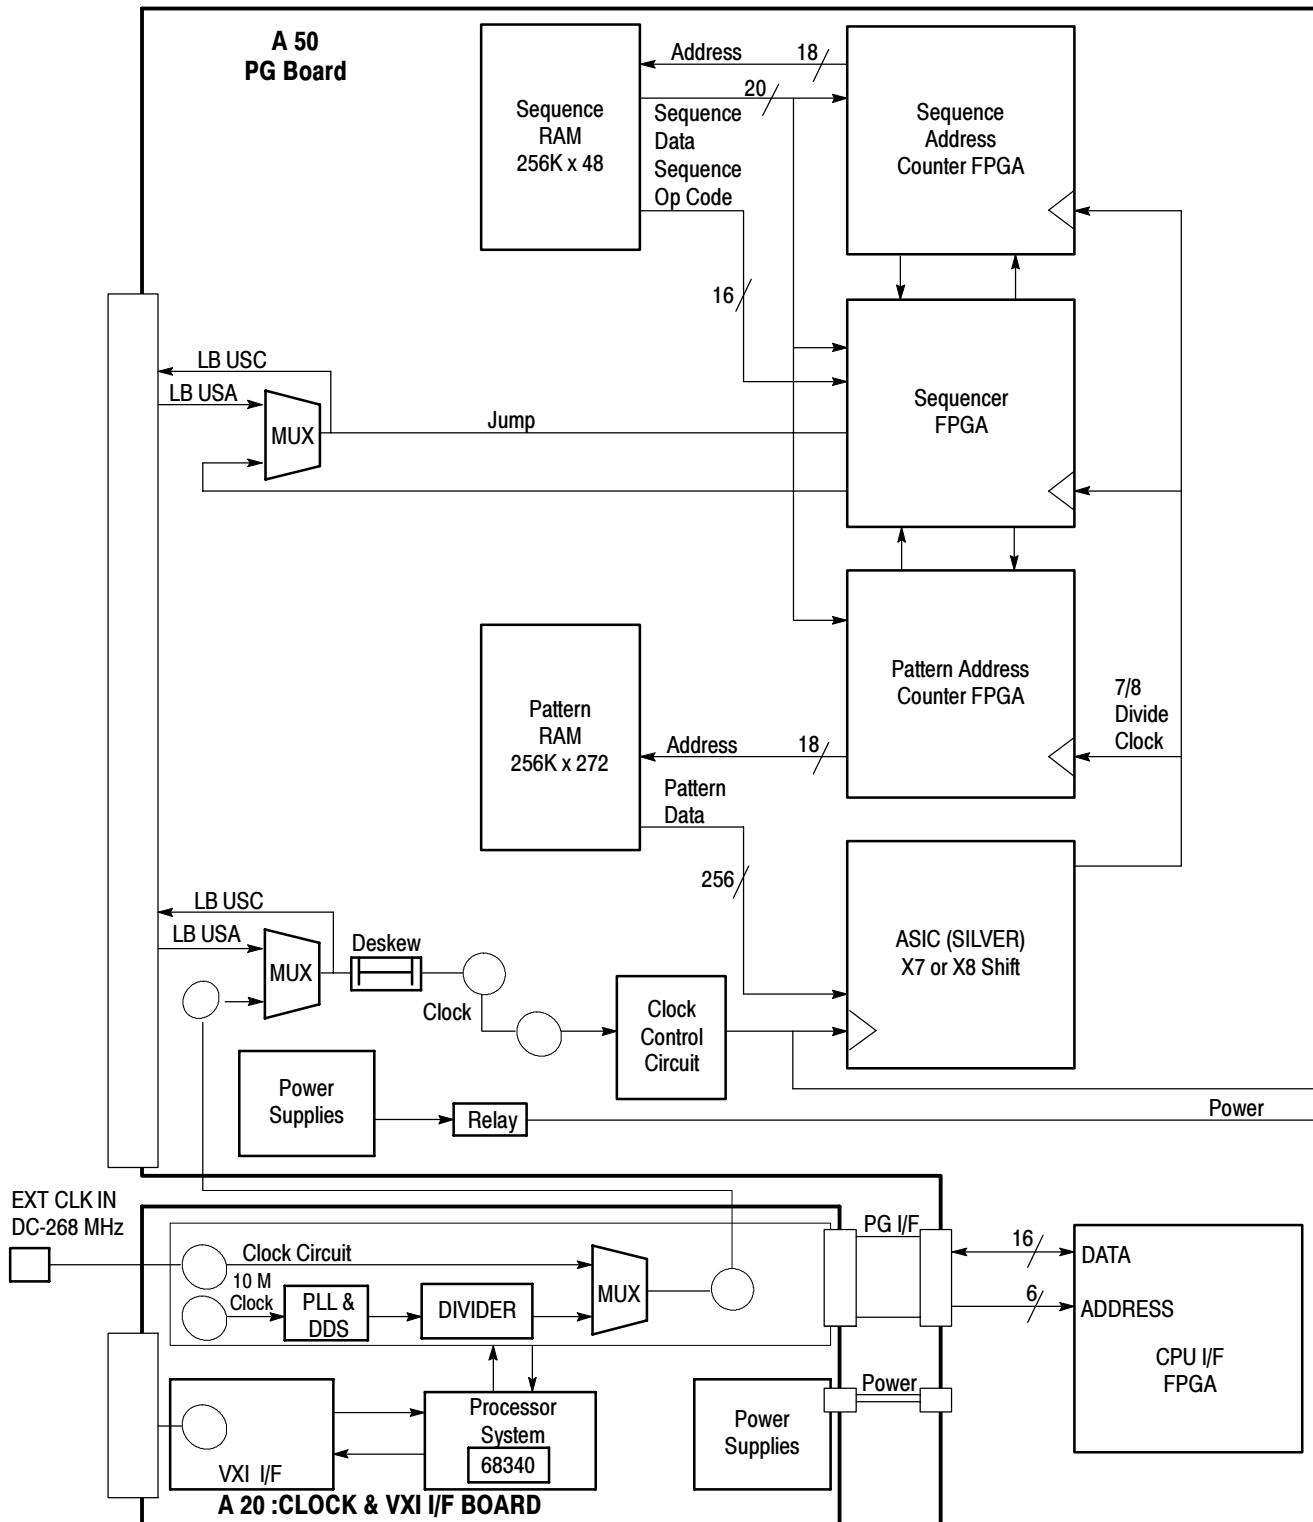 A 50
PG Board
Sequence
RAM
256K x 48
Address
18
20
Sequence
Data
Sequence
Op Code
16
Sequence
Address
Counter FPGA
LB USC
LB USA
MUX
Jump
Sequencer
FPGA
Pattern
RAM
256K x 272
Address
18
Pattern
Data
256
Pattern Address
Counter FPGA
7/8
Divide
Clock
LB USC
LB USA
MUX
Deskew
Clock
Clock
Control
Circuit
ASIC (SILVER)
X7 or X8 Shift
Power
Supplies
Relay
Power
EXT CLK IN
DC-268 MHz
Clock Circuit
10 M
Clock
PLL &
DDS
DIVIDER
MUX
PG I/F
16
DATA
6
ADDRESS
CPU I/F
FPGA
VXI I/F
Processor
System
68340
Power
Supplies
Power
A 20 :CLOCK & VXI I/F BOARD